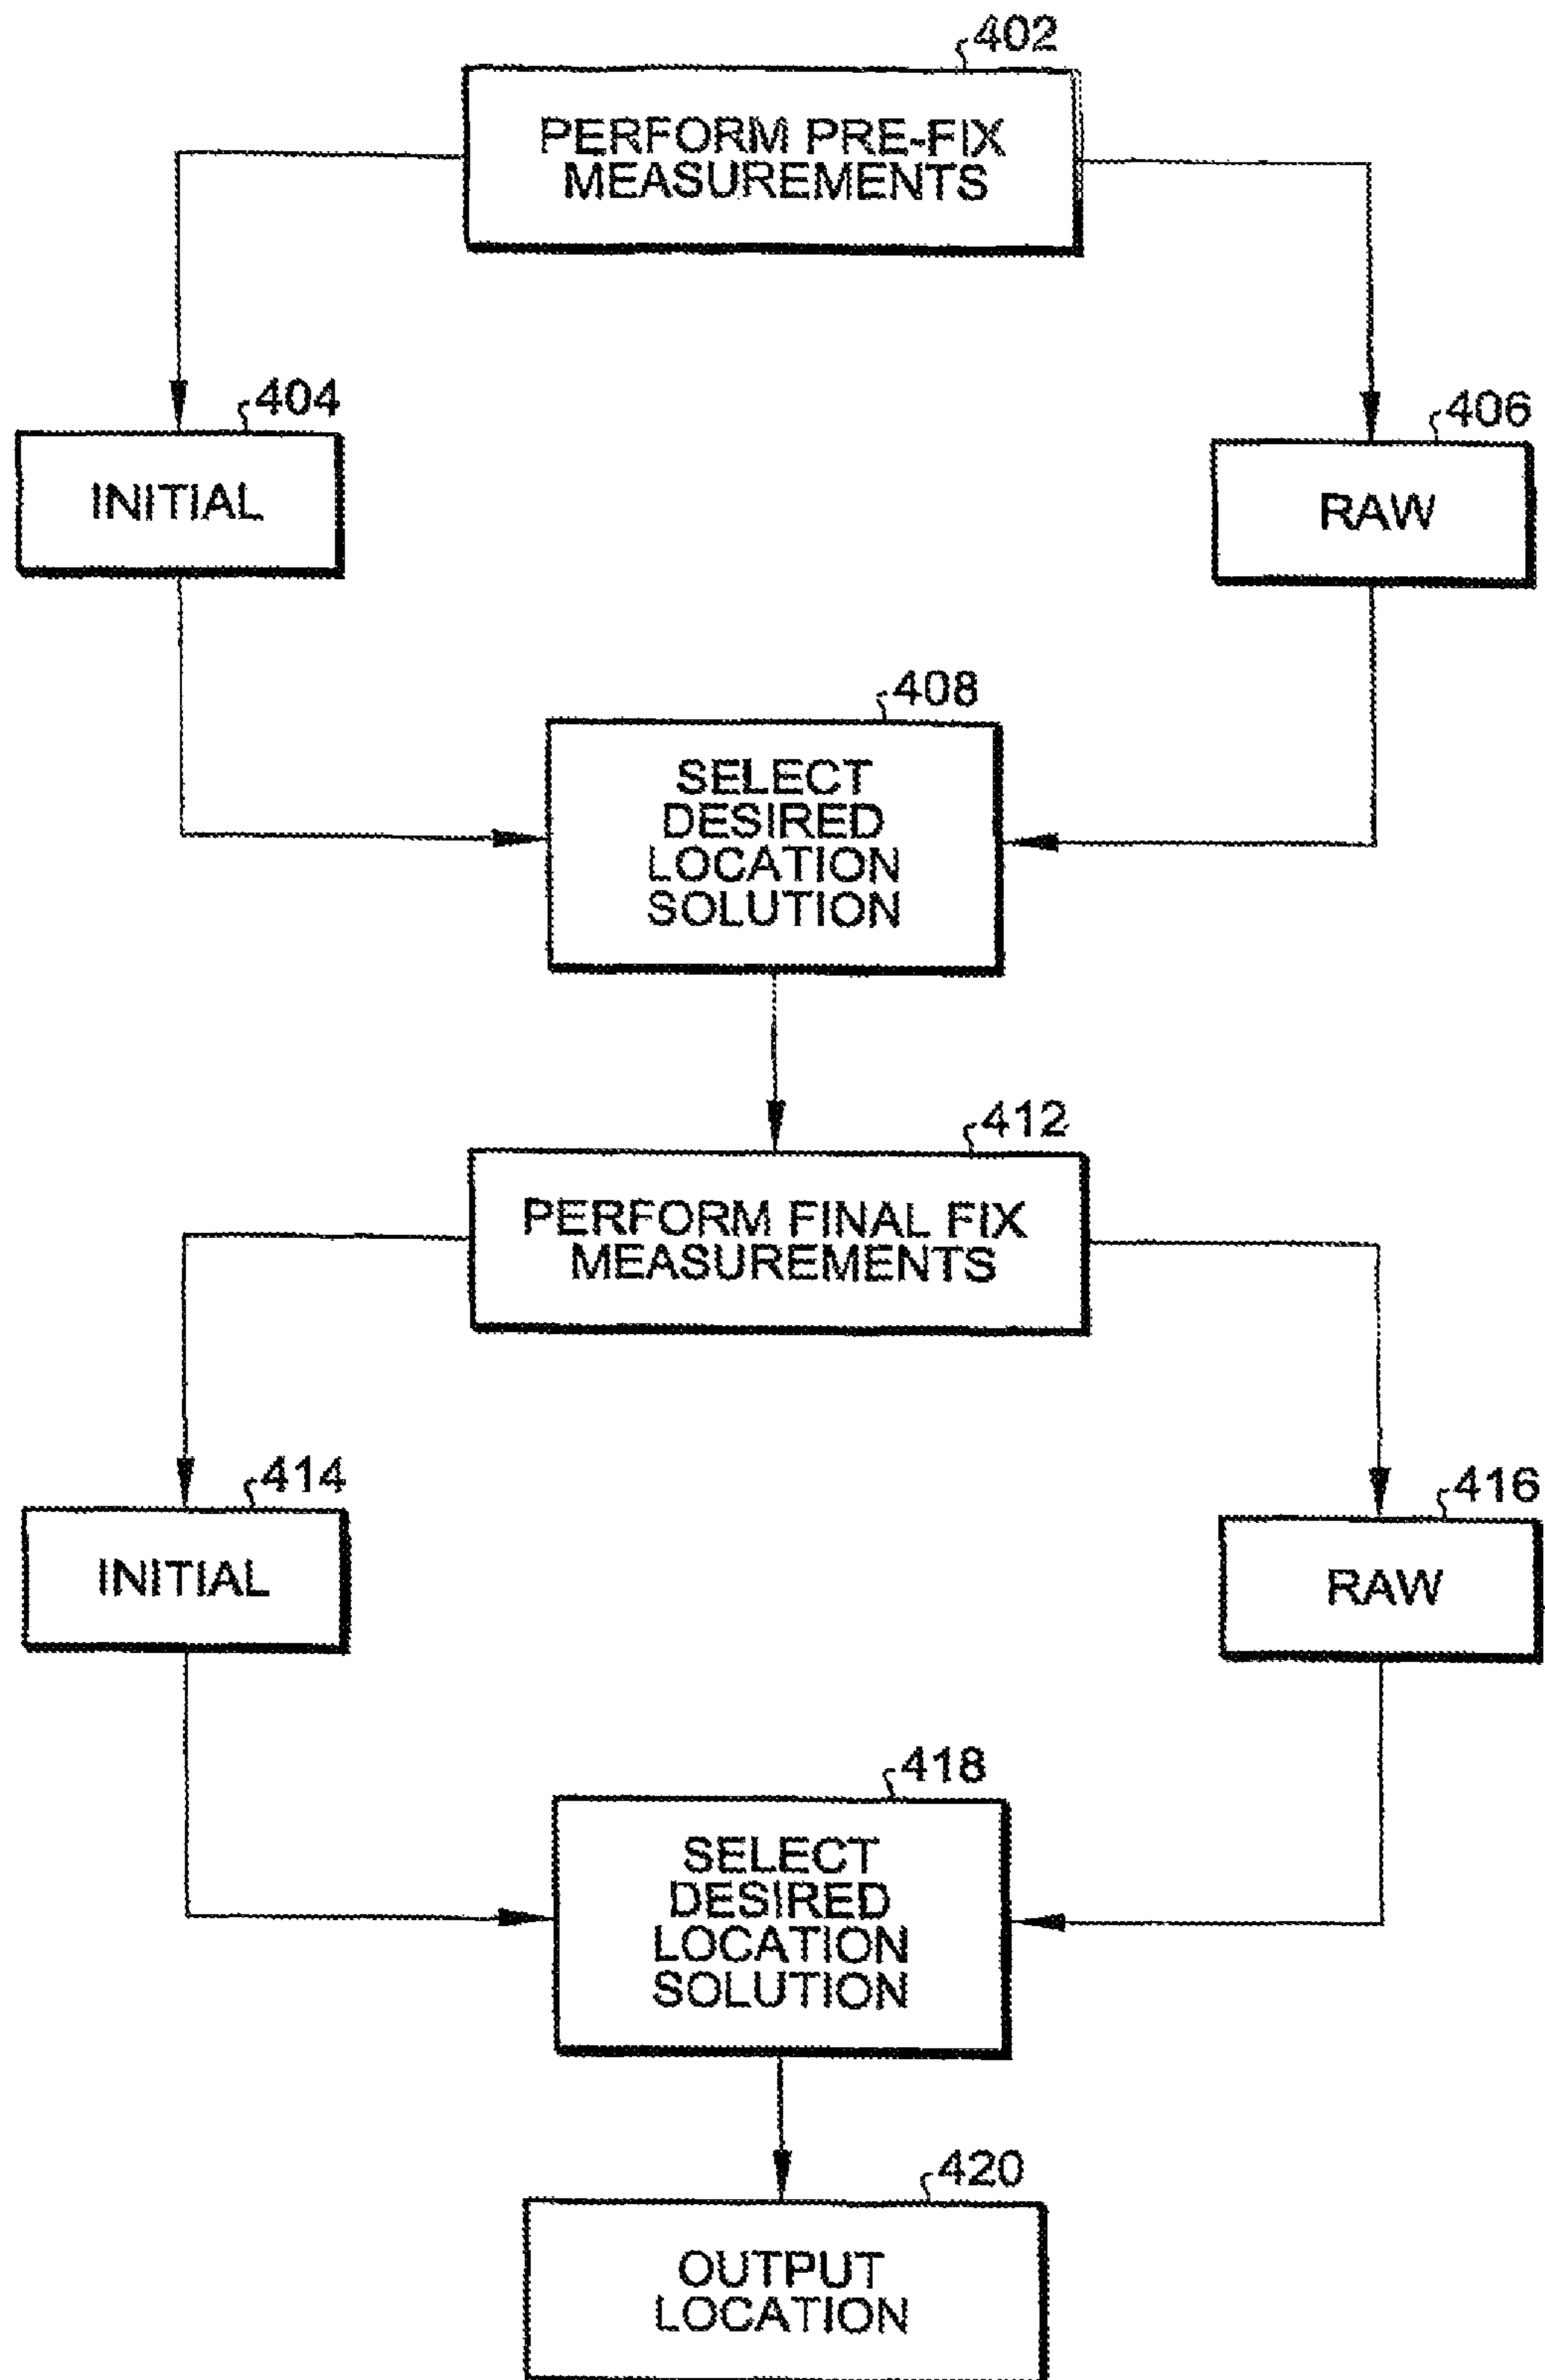 402
PERFORM PRE-FIX
MEASUREMENTS
404
INITIAL
406
RAW
408
SELECT
DESIRED
LOCATION
SOLUTION
412
PERFORM FINAL FIX
MEASUREMENTS
414
INITIAL
416
RAW
418
SELECT
DESIRED
LOCATION
SOLUTION
420
OUTPUT
LOCATION